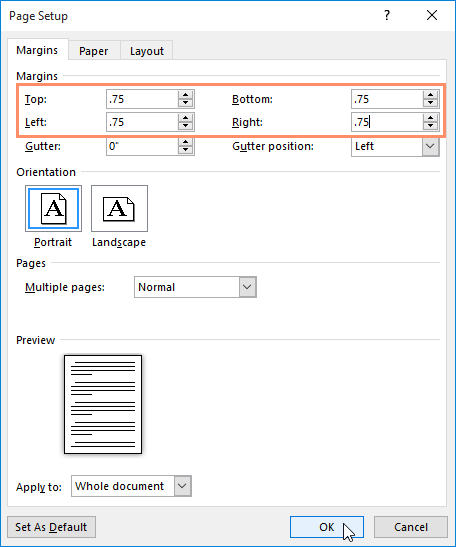 Page Setup ? ×
Margins Paper Layout
Margins
Top: .75 Bottom: .75
Left: .75 Right: .75
Gutter: 0" Gutter position: Left
Orientation
A A
Portrait Landscape
Pages
Multiple pages: Normal
Preview
Apply to: Whole document
Set As Default OK Cancel